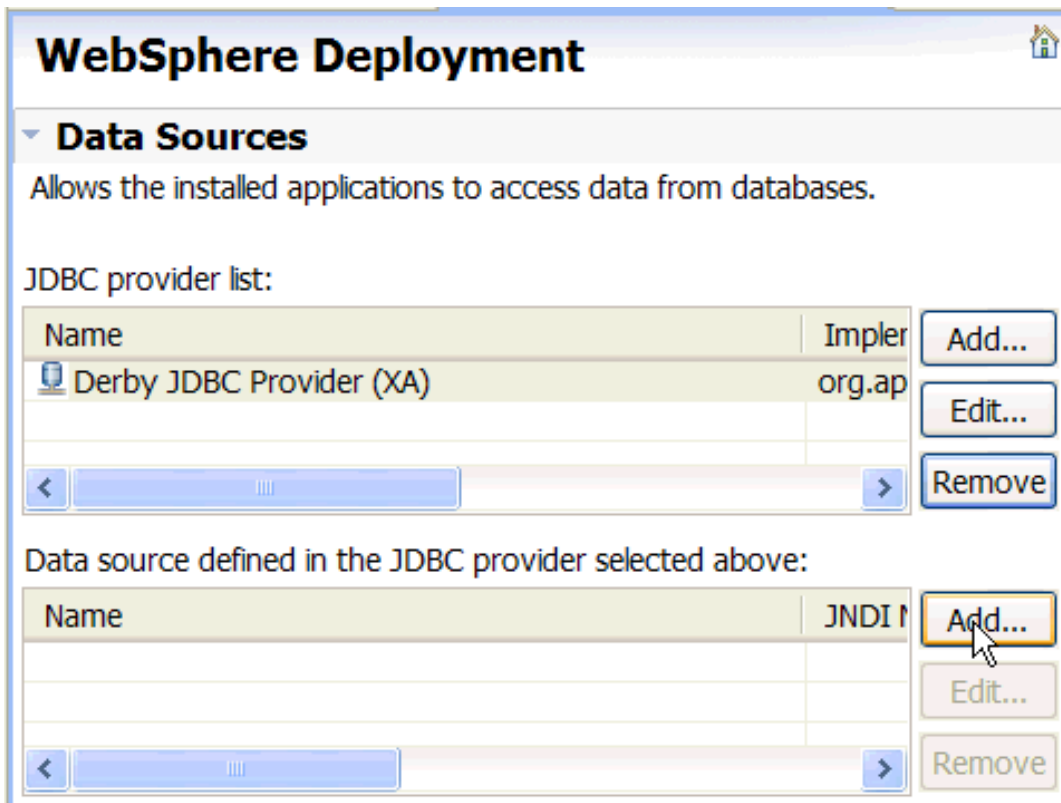 WebSphere Deployment
Data Sources
Allows the installed applications to access data from databases.
JDBC provider list:
Name Impler Add...
Derby JDBC Provider (XA) org.ap
Edit...
Remove
Data source defined in the JDBC provider selected above:
Name JNDI N Add...
Edit...
Remove